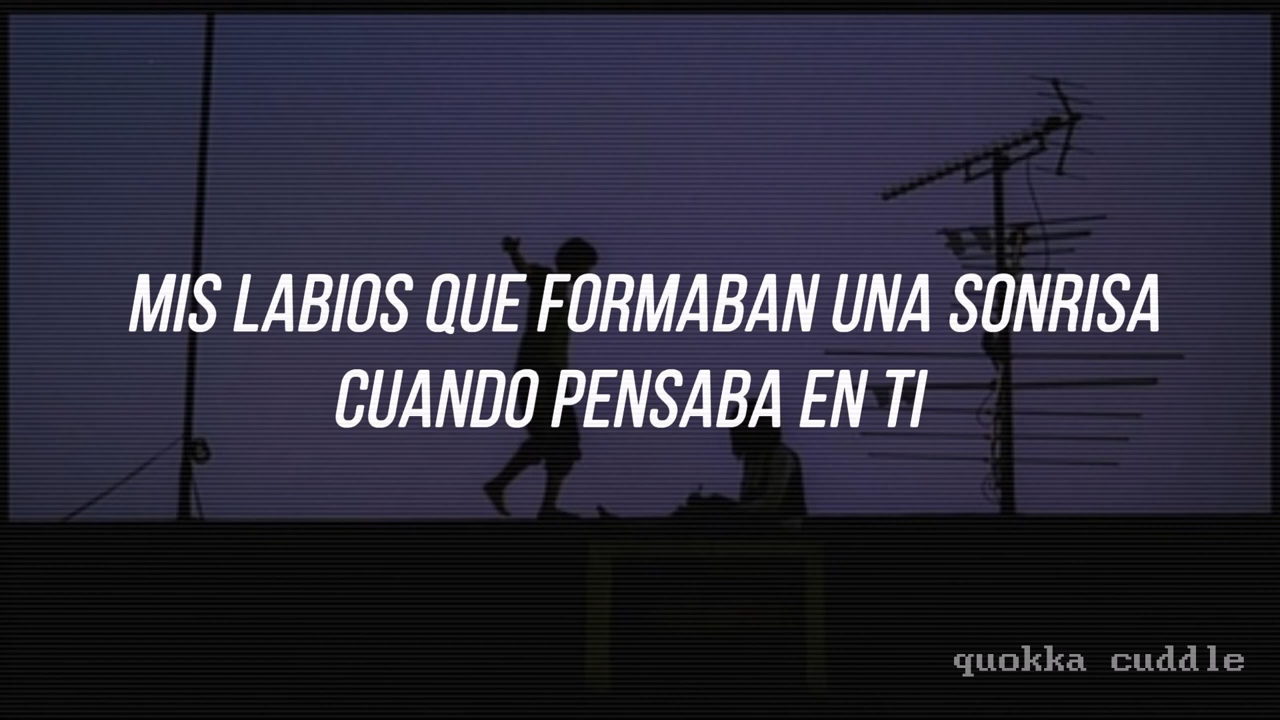 MIS LABIOS QUE FORMABAN UNA SONRISA
CUANDO PENSABA EN TI
quokka cuddle